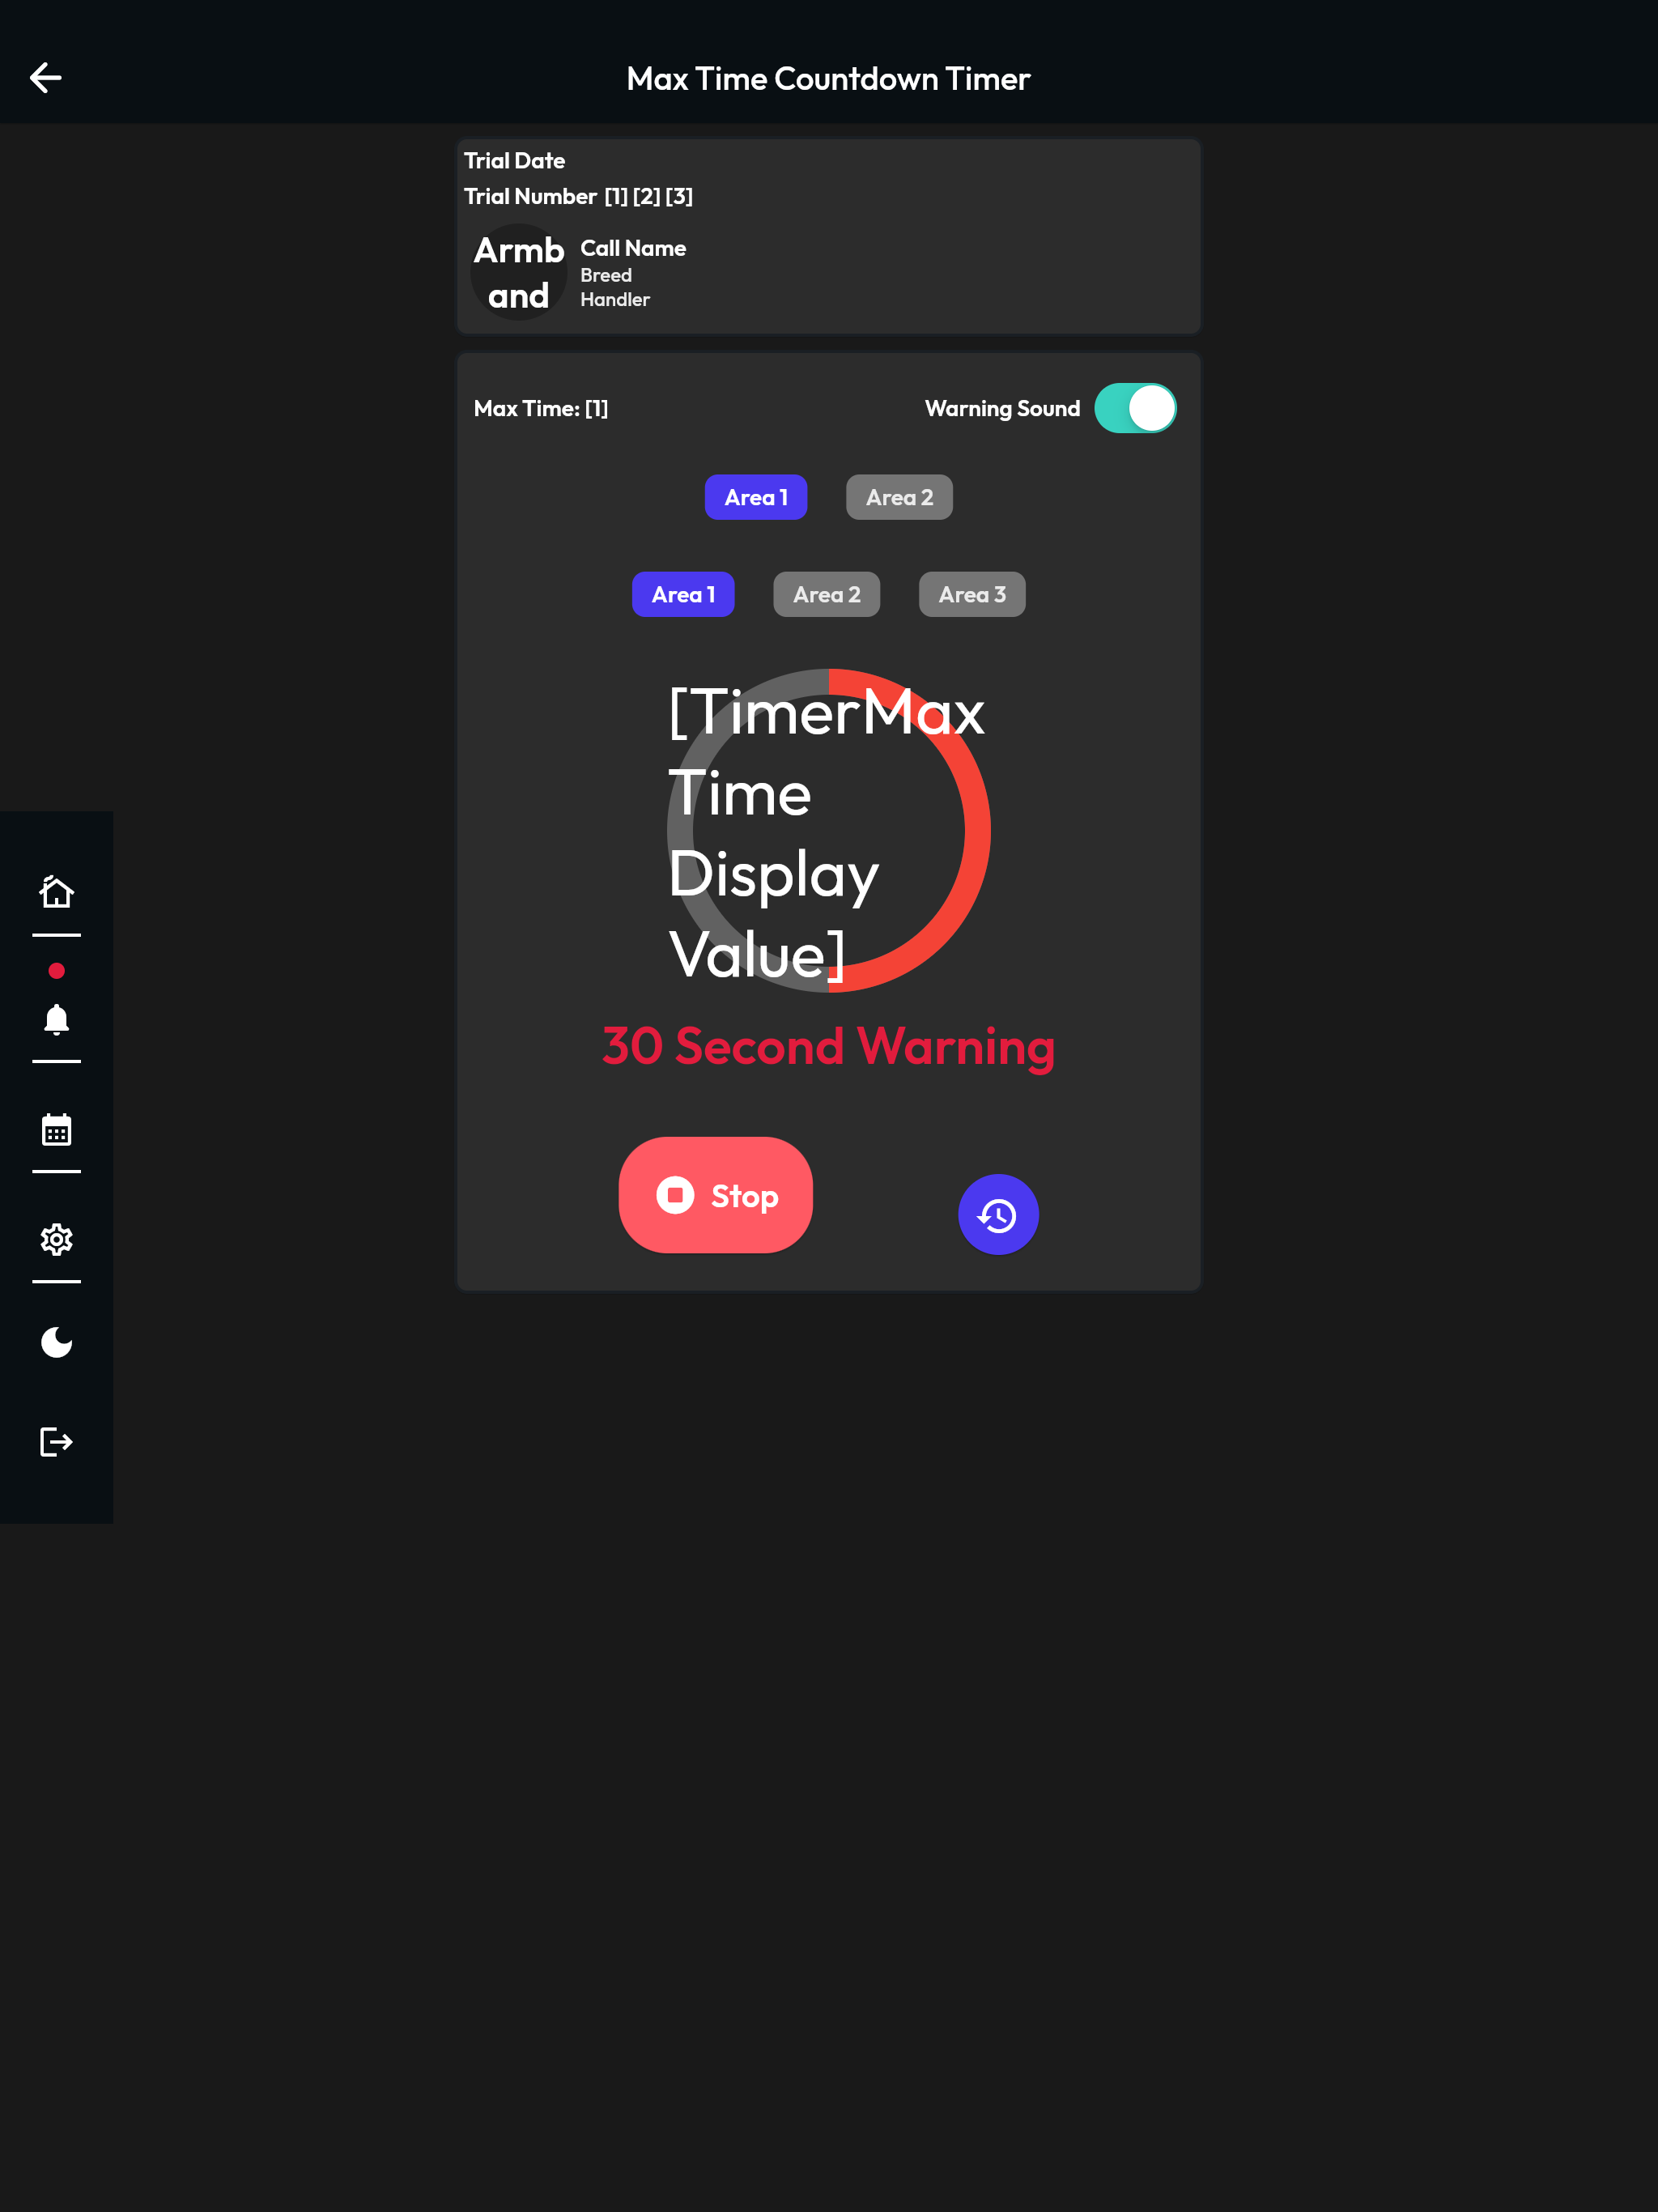 Max Time Countdown Timer
Trial Date
Trial Number [1] [2] [3]
Armb
and
Call Name
Breed
Handler
Max Time: [1]
Warning Sound
Area 1
Area 2
Area 1
Area 2
Area 3
[TimerMax
Time
Display
Value]
30 Second Warning
Stop